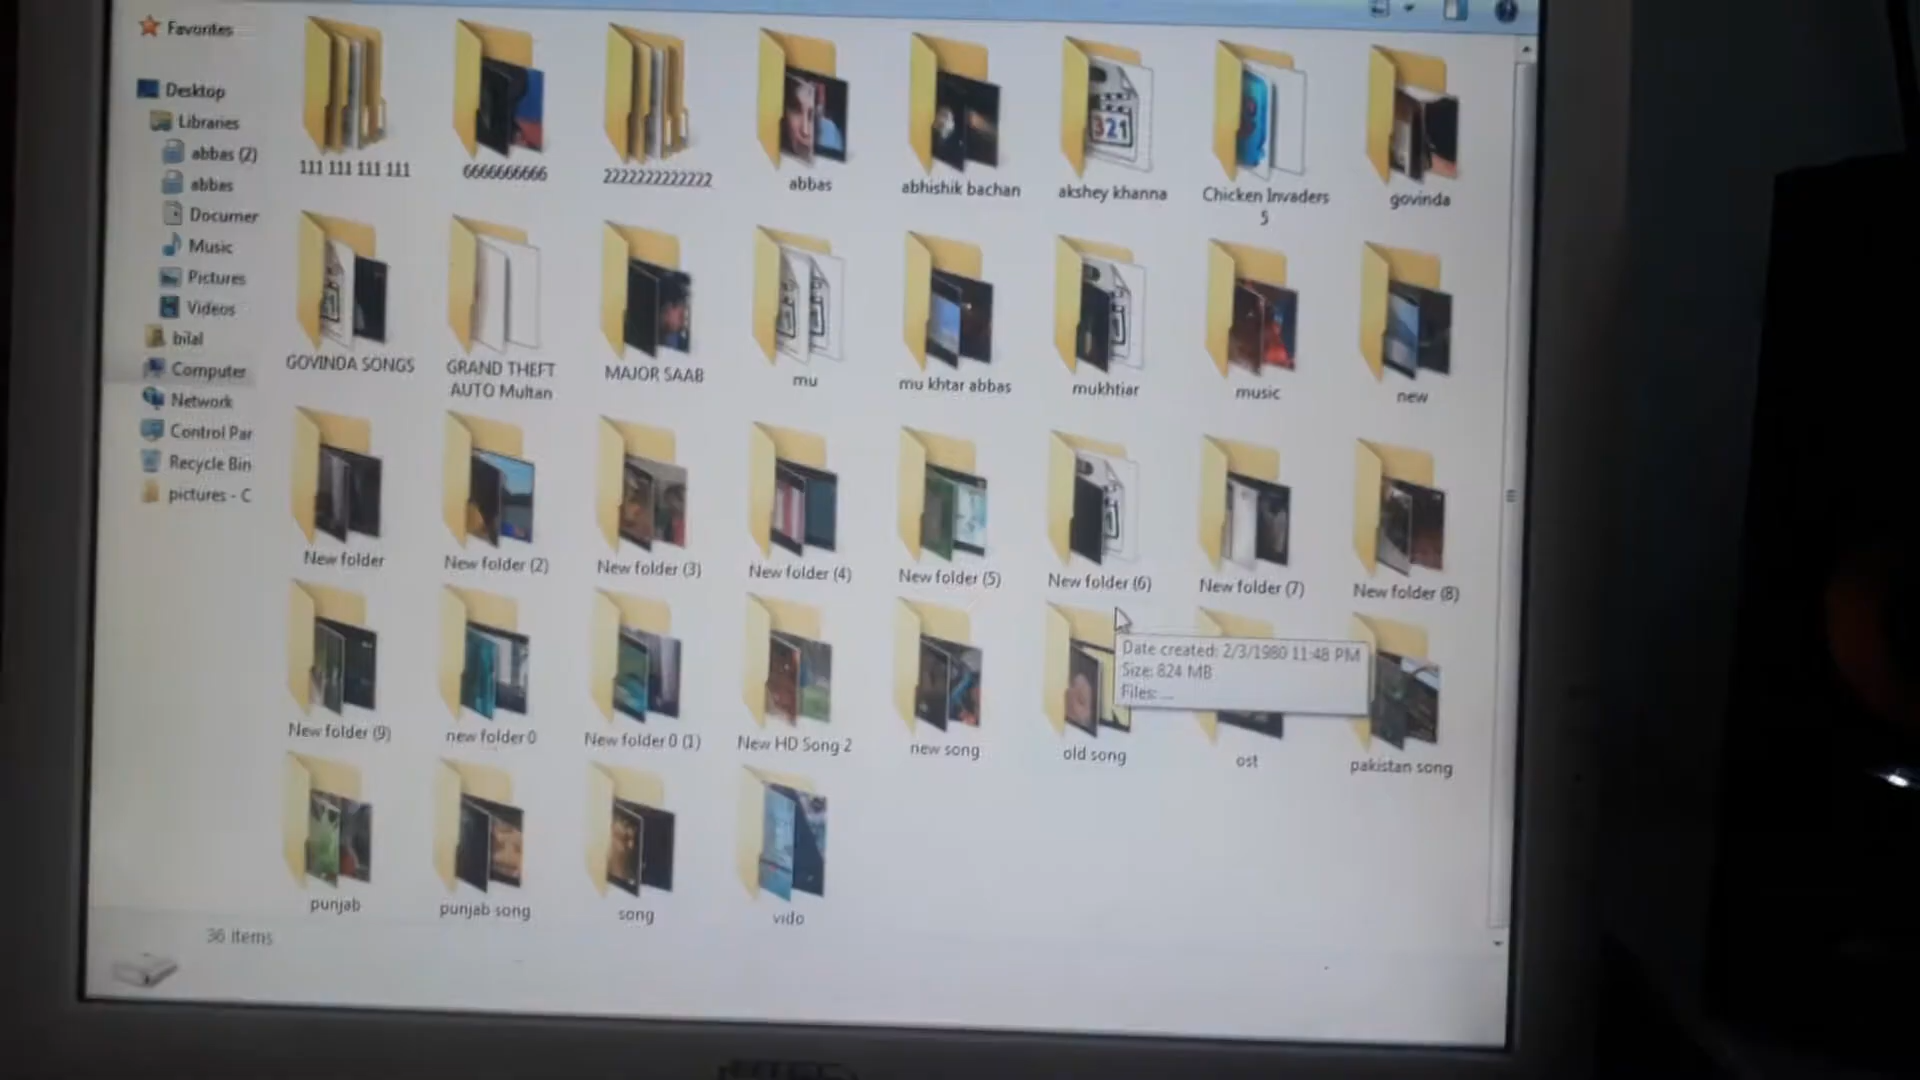 Favorites
Desktop
Libraries
abbas (2)
abbas
Documer
Music
Pictures
Videos
bilal
Computer
Network
Control Par
Recycle Bin
pictures - C
111 111 111 111
6666666666
2222222222222
abbas
abhishik bachan
akshey khanna
Chicken Invaders
5
govinda
321
GOVINDA SONGS
GRAND THEFT
AUTO Multan
MAJOR SAAB
mu
mu khtar abbas
mukhtiar
music
new
New folder
New folder (2)
New folder (3)
New folder (4)
New folder (5)
New folder (6)
New folder (7)
New folder (8)
Date created: 2/3/1980 11:48 PM
Size: 824 MB
Files: ...
New folder (9)
new folder 0
New folder 0 (1)
New HD Song 2
new song
old song
ost
pakistan song
punjab
punjab song
song
vido
36 items